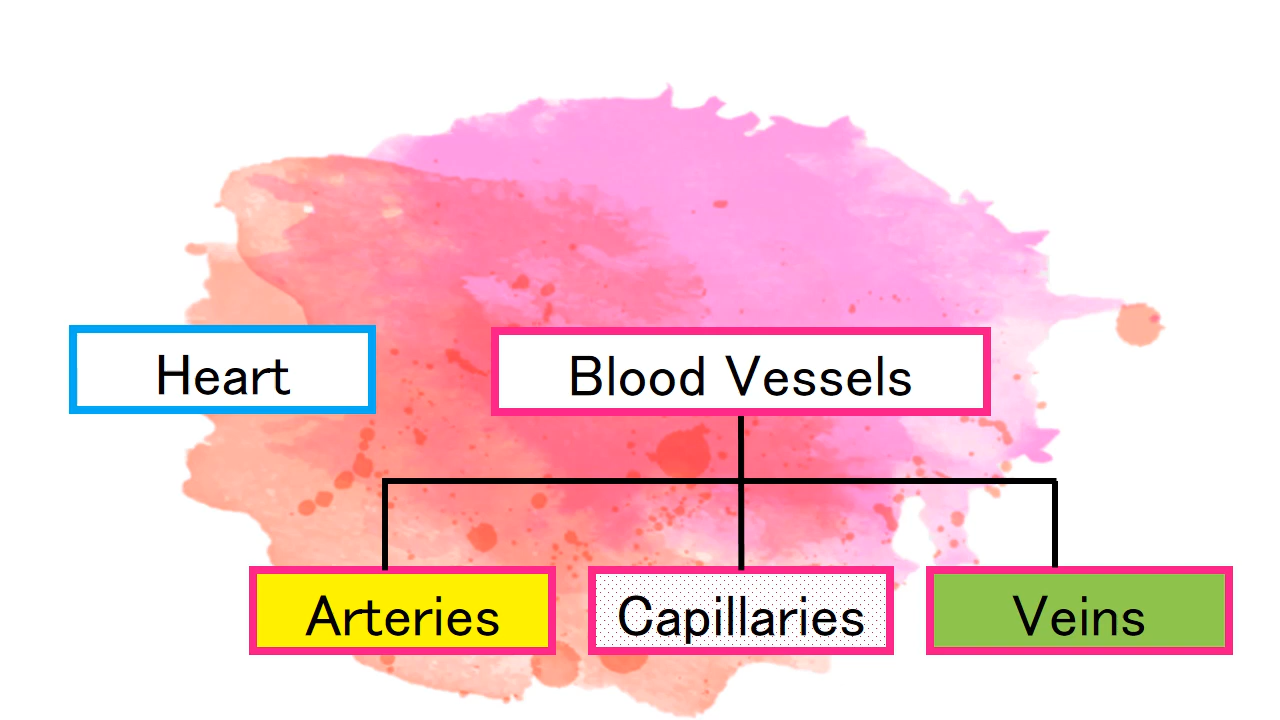 Heart
Blood Vessels
Arteries
Capillaries
Veins